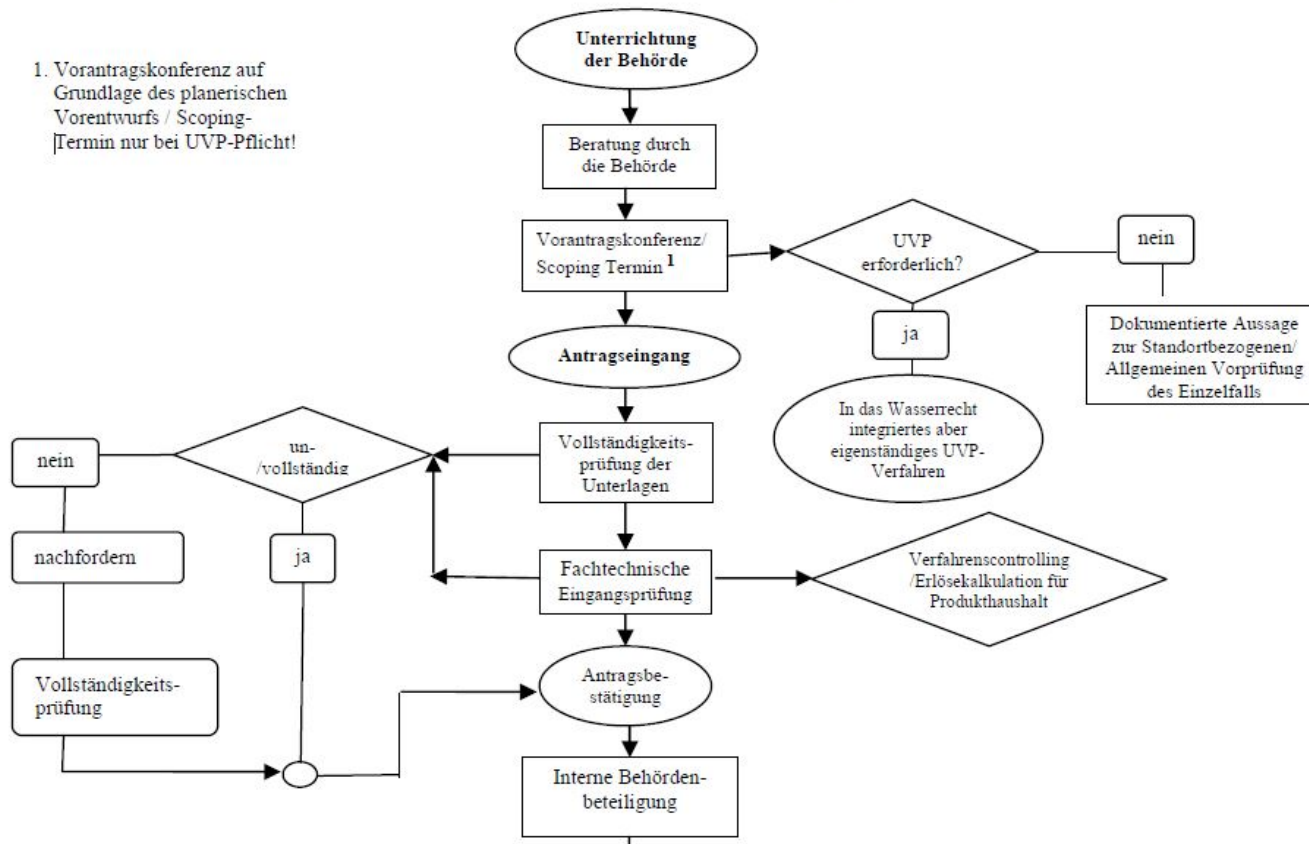 Unterrichtung
der Behörde
1. Vorantragskonferenz auf
Grundlage des planerischen
Vorentwurfs / Scoping-
Termin nur bei UVP-Pflicht!
Beratung durch
die Behörde
Vorantragskonferenz/
Scoping Termin 1
UVP
erforderlich?
nein
ja
Dokumentierte Aussage
zur Standortbezogenen/
Allgemeinen Vorprüfung
des Einzelfalls
In das Wasserrecht
integriertes aber
eigenständiges UVP-
Verfahren
Antragseingang
Vollständigkeits-
prüfung der
Unterlagen
un-
/vollständig
nein
ja
nachfordern
Vollständigkeits-
prüfung
Fachtechnische
Eingangsprüfung
Verfahrenscontrolling
/Erlösekalkulation für
Produkthaushalt
Antragsbe-
stätigung
Interne Behörden-
beteiligung